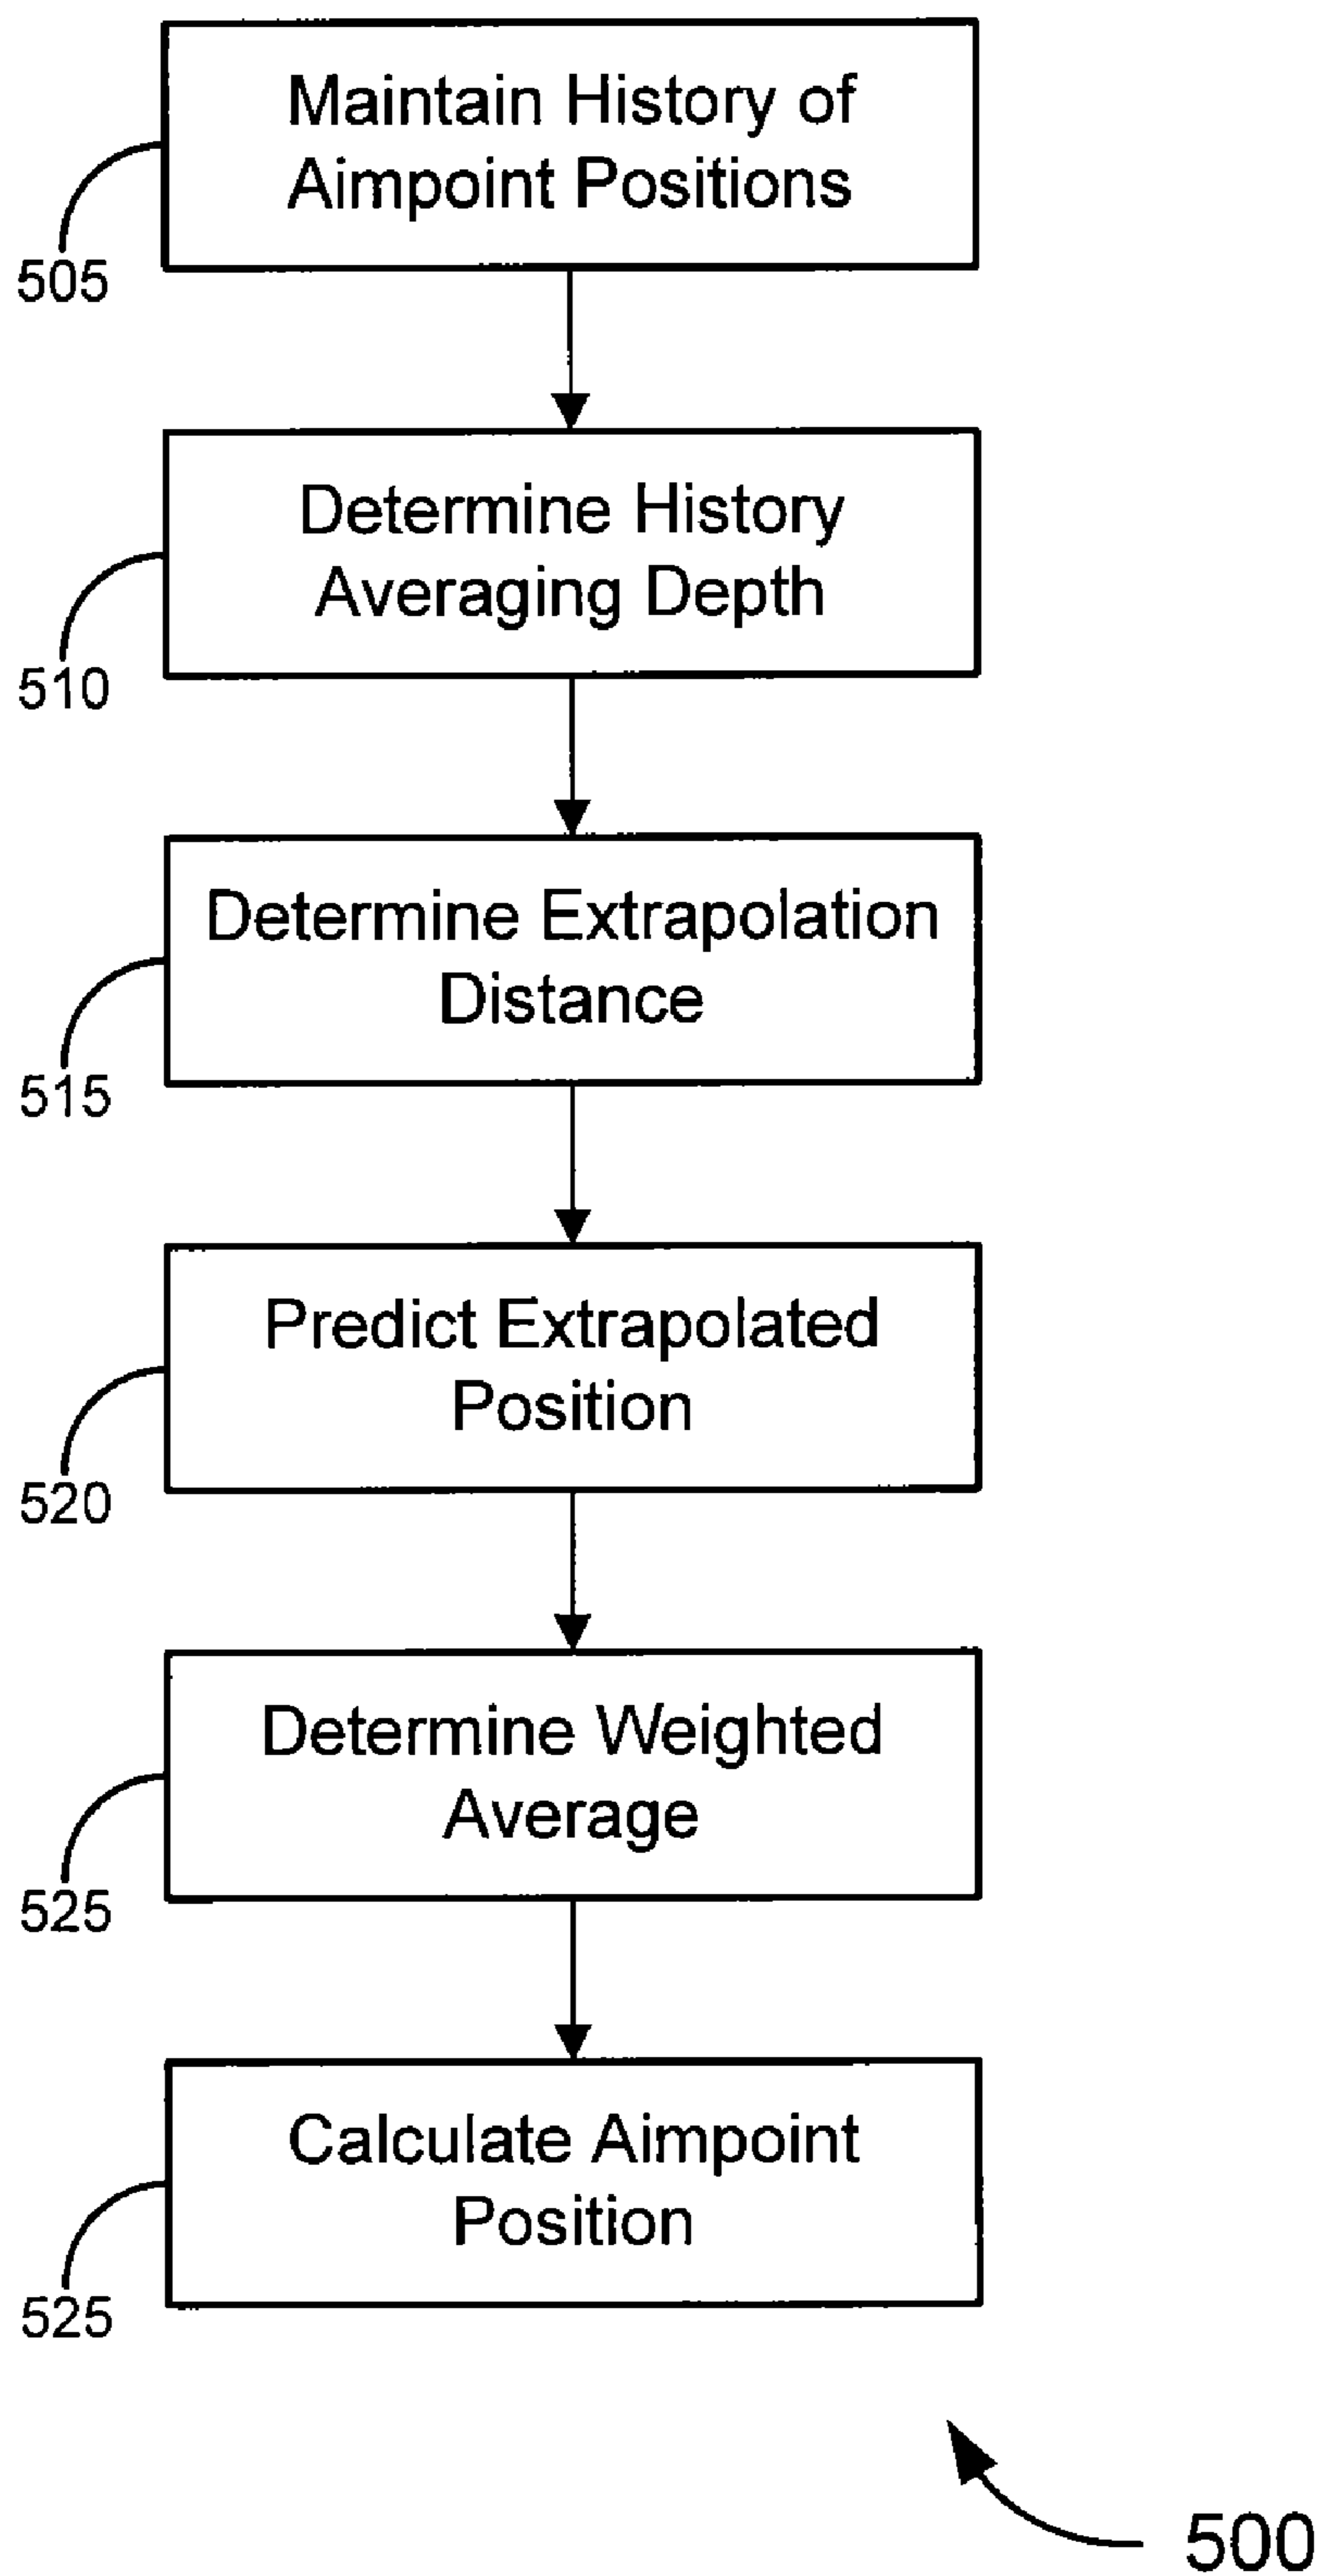 Maintain History of
Aimpoint Positions
505
Determine History
Averaging Depth
510
Determine Extrapolation
Distance
515
Predict Extrapolated
Position
520
Determine Weighted
Average
525
Calculate Aimpoint
Position
525
500